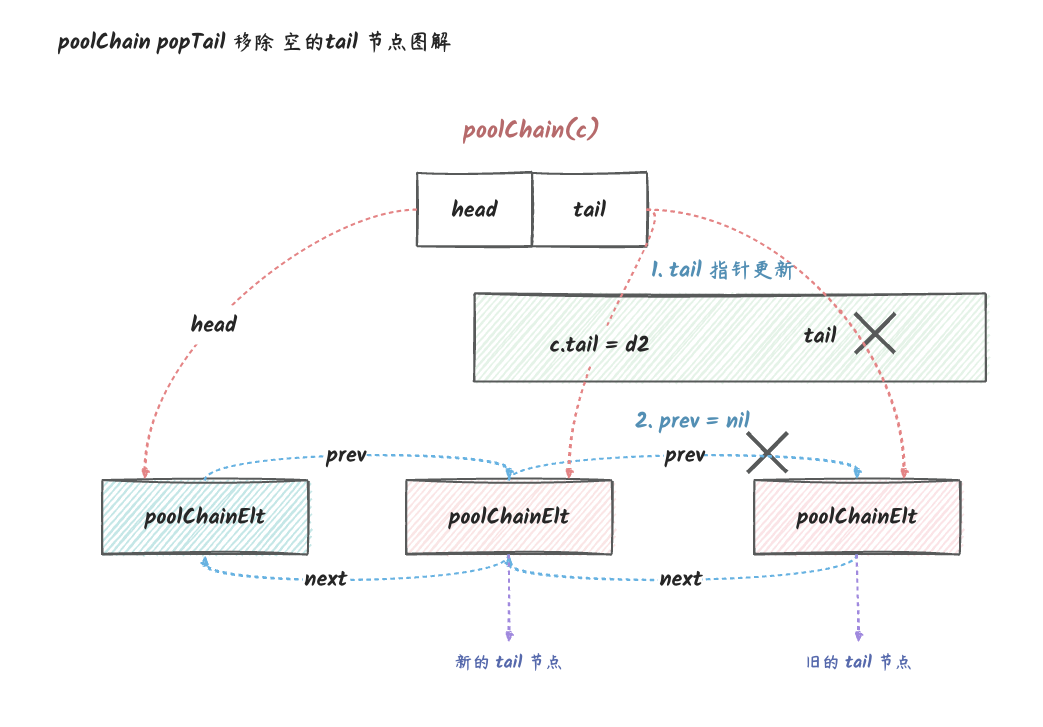 poolChain popTail 移除 空的tail 节点图解
poolChain(c)
head
tail
1. tail 指针更新
head
c.tail = d2
tail
2. prev = nil
prev
prev
poolChainElt
poolChainElt
poolChainElt
next
next
新的 tail 节点
旧的 tail 节点